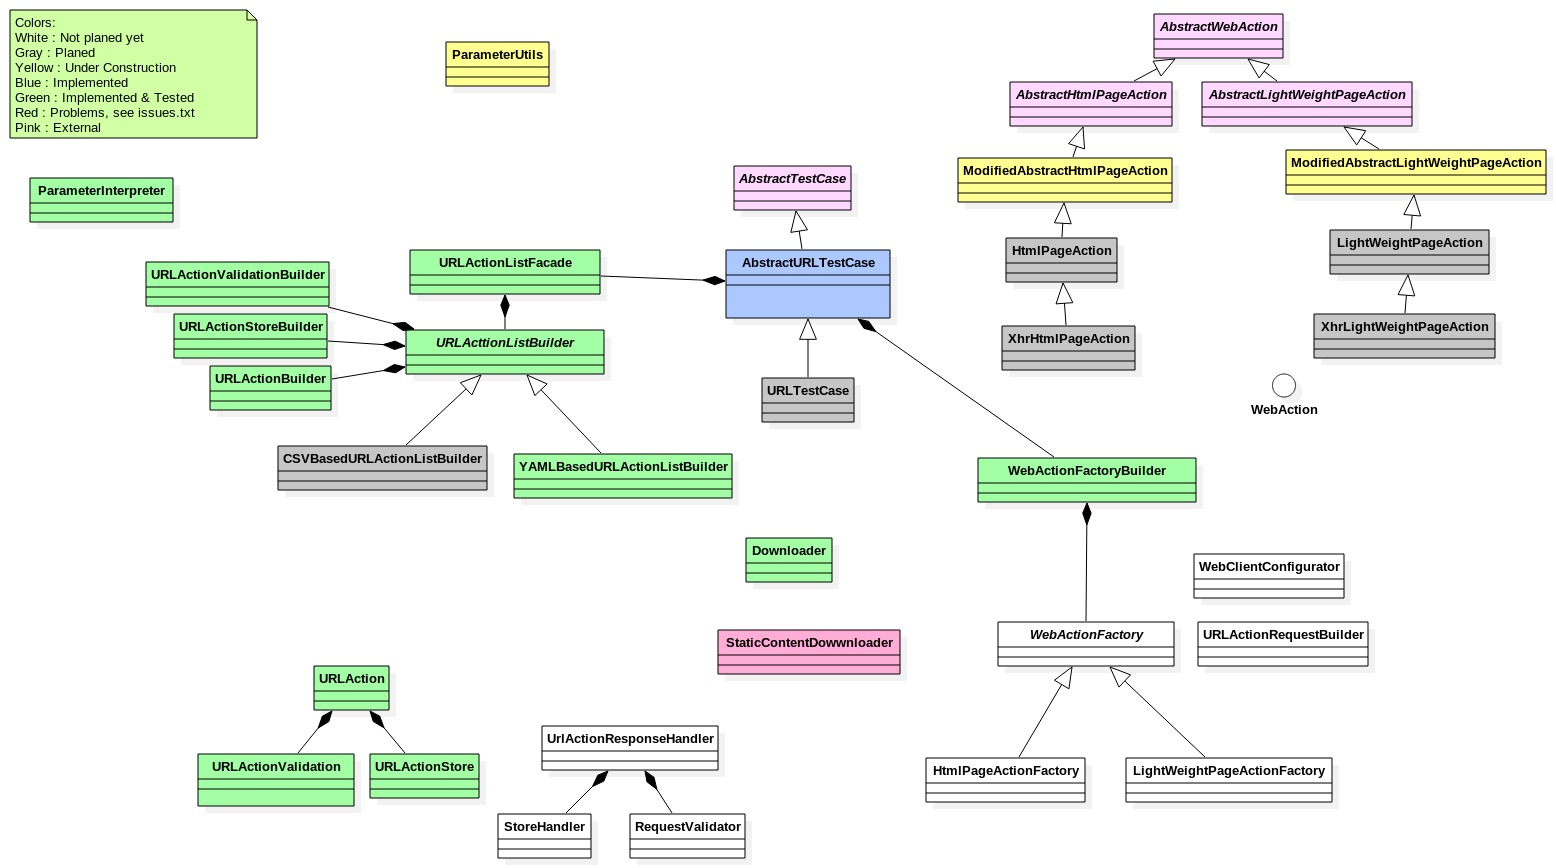 Colors:
White : Not planed yet
Gray : Planed
Yellow : Under Construction
Blue : Implemented
Green : Implemented & Tested
Red : Problems, see issues.txt
Pink : External
ParameterUtils
AbstractWebAction
AbstractHtmlPageAction
AbstractLightWeightPageAction
ModifiedAbstractHtmlPageAction
ModifiedAbstractLightWeightPageAction
ParameterInterpreter
AbstractTestCase
HtmlPageAction
LightWeightPageAction
URLActionValidationBuilder
URLActionListFacade
AbstractURLTestCase
URLActionStoreBuilder
URLActtionListBuilder
XhrHtmlPageAction
XhrLightWeightPageAction
URLActionBuilder
URLTestCase
WebAction
CSVBasedURLActionListBuilder
YAMLBasedURLActionListBuilder
WebActionFactoryBuilder
Downloader
WebClientConfigurator
StaticContentDowwnloader
WebActionFactory
URLActionRequestBuilder
URLAction
UrlActionResponseHandler
URLActionValidation
URLActionStore
HtmlPageActionFactory
LightWeightPageActionFactory
StoreHandler
RequestValidator